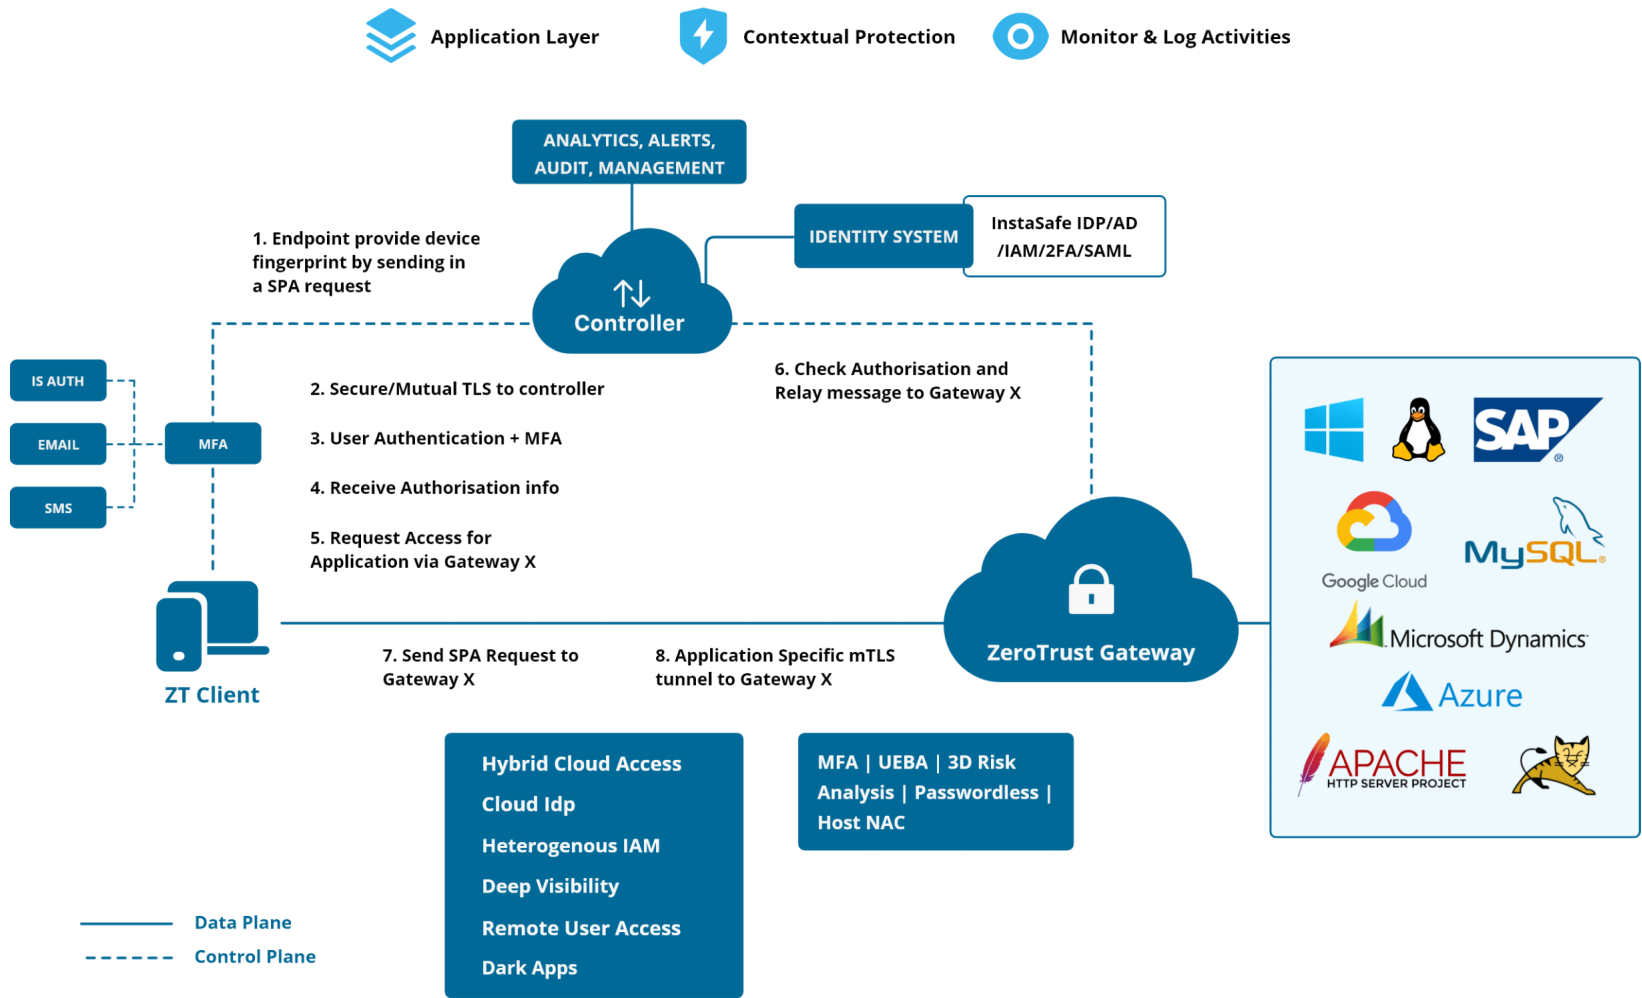 Application Layer
Contextual Protection
Monitor & Log Activities
ANALYTICS, ALERTS,
AUDIT, MANAGEMENT
IDENTITY SYSTEM
InstaSafe IDP/AD
/IAM/2FA/SAML
1. Endpoint provide device
fingerprint by sending in
a SPA request
Controller
IS AUTH
EMAIL
SMS
MFA
2. Secure/Mutual TLS to controller
3. User Authentication + MFA
4. Receive Authorisation info
5. Request Access for
Application via Gateway X
6. Check Authorisation and
Relay message to Gateway X
ZT Client
7. Send SPA Request to
Gateway X
8. Application Specific mTLS
tunnel to Gateway X
ZeroTrust Gateway
SAP®
Google Cloud
MySQL®
Microsoft Dynamics
Azure
APACHE
HTTP SERVER PROJECT
Hybrid Cloud Access
Cloud Idp
Heterogenous IAM
Deep Visibility
Remote User Access
Dark Apps
MFA | UEBA | 3D Risk
Analysis | Passwordless |
Host NAC
Data Plane
Control Plane